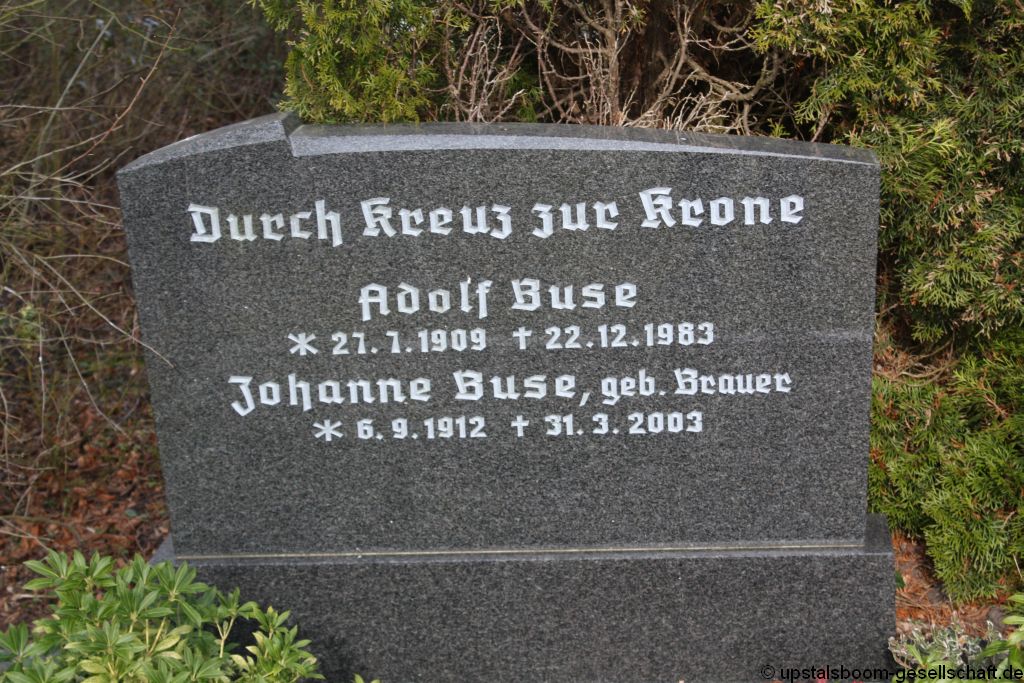 Durch Kreuz zur Krone
Adolf Buse
* 27. 7. 1909 † 22. 12. 1983
Johanne Buse, geb. Brauer
* 6. 9. 1912 † 31. 3. 2003
© upstalsboom-gesellschaft.de